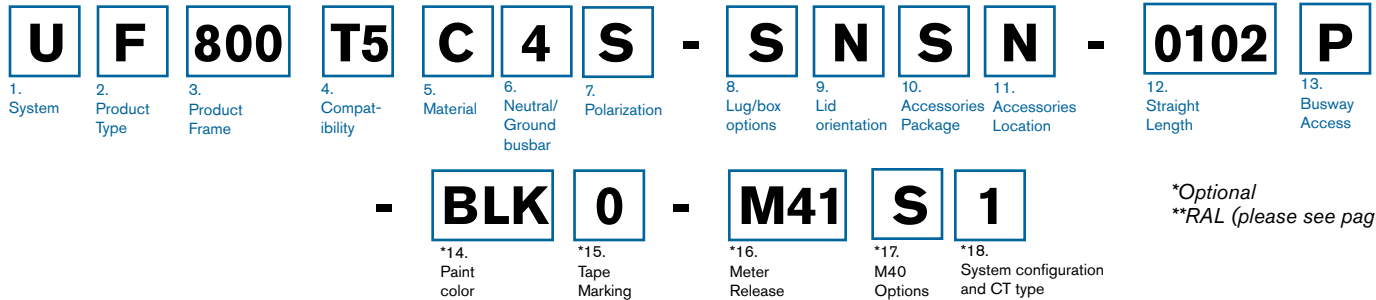 U F 800 T5 C 4 S - S N S N - 0102 P
1. 2. 3. 4. 5. 6. 7. 8. 9. 10. 11. 12. 13.
System Product Type Product Frame Compat-ibility Material Neutral/ Ground busbar Polarization Lug/box options Lid orientation Accessories Package Accessories Location Straight Length Busway Access
- BLK 0 - M41 S 1
*14. *15. *16. *17. *18.
Paint color Tape Marking Meter Release M40 Options System configuration and CT type
*Optional
**RAL (please see pag